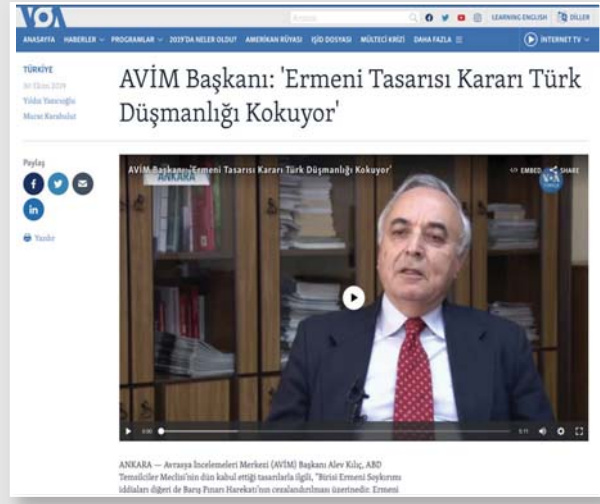 VOA
Arama
LEARNING ENGLISH
DİLLER
ANASAYFA HABERLER PROGRAMLAR 2019'DA NELER OLDU? AMERİKAN RÜYASI IŞİD DOSYASI MÜLTECİ KRİZİ DAHA FAZLA
INTERNET TV
TÜRKİYE
30 Ekim 2019
Yıldız Yazıcıoğlu
Murat Karabulut
AVİM Başkanı: 'Ermeni Tasarısı Kararı Türk
Düşmanlığı Kokuyor'
Paylaş
Yazdır
AVİM Başkanı: 'Ermeni Tasarısı Kararı Türk Düşmanlığı Kokuyor'
EMBED SHARE
ANKARA
VOA
0:00
ANKARA — Avrasya İncelemeleri Merkezi (AVİM) Başkanı Alev Kılıç, ABD
Temsilciler Meclisi'nin dün kabul ettiği tasarılarla ilgili, "Birisi Ermeni Soykırımı
iddiaları diğeri de Barış Pınarı Harekatı'nın cezalandırılması üzerinedir. Ermeni